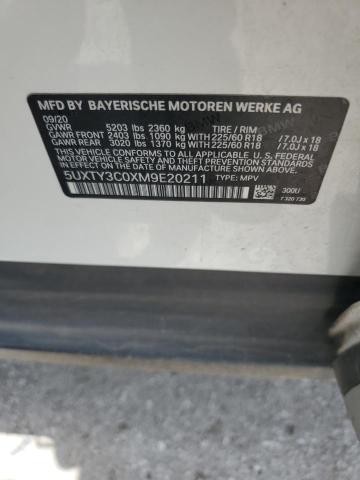 MFD BY BAYERISCHE MOTOREN WERKE AG
09/20
GVWR 5203 lbs 2360 kg TIRE / RIM
GAWR FRONT 2403 lbs 1090 kg WITH 225/60 R18 /7.0J x 18
GAWR REAR 3020 lbs 1370 kg WITH 225/60 R18 /7.0J x 18
THIS VEHICLE CONFORMS TO ALL APPLICABLE U.S. FEDERAL
MOTOR VEHICLE SAFETY STANDARDS IN EFFECT ON THE
DATE OF MANUFACTURE SHOWN ABOVE.
5UXTY3C0XM9E20211 TYPE: MPV
300U
7 320 730